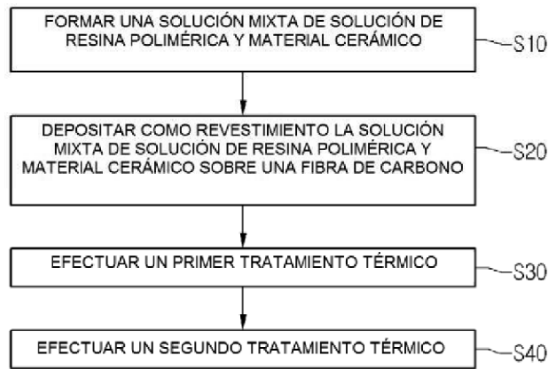 FORMAR UNA SOLUCIÓN MIXTA DE SOLUCIÓN DE
RESINA POLIMÉRICA Y MATERIAL CERÁMICO
S10
DEPOSITAR COMO REVESTIMIENTO LA SOLUCIÓN
MIXTA DE SOLUCIÓN DE RESINA POLIMÉRICA Y
MATERIAL CERÁMICO SOBRE UNA FIBRA DE CARBONO
S20
EFECTUAR UN PRIMER TRATAMIENTO TÉRMICO
S30
EFECTUAR UN SEGUNDO TRATAMIENTO TÉRMICO
S40